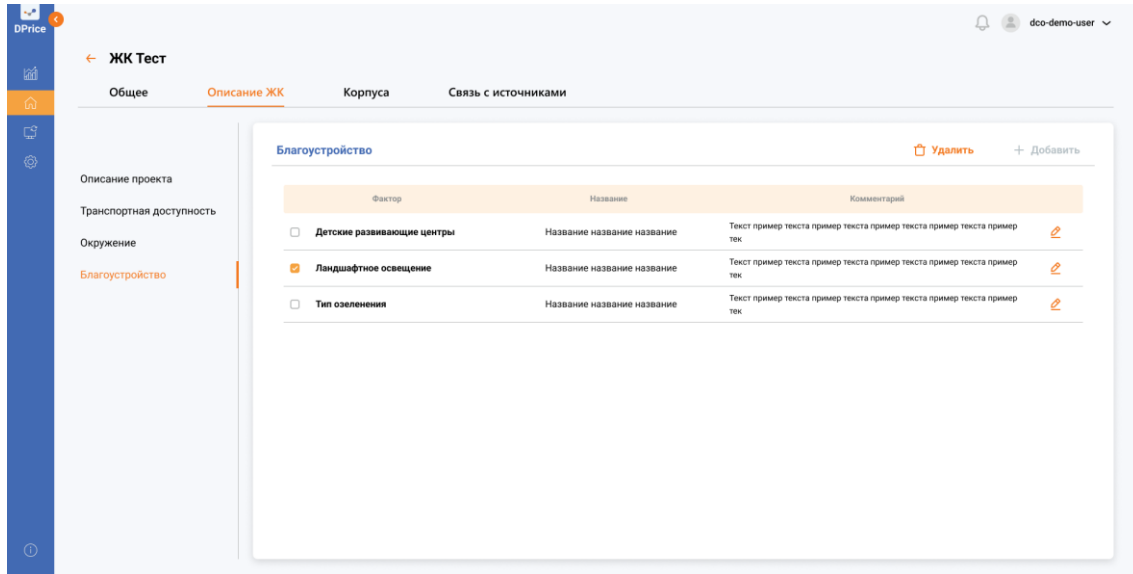 DPrice
dco-demo-user
ЖК Тест
Общее
Описание ЖК
Корпуса
Связь с источниками
Описание проекта
Транспортная доступность
Окружение
Благоустройство
Благоустройство
Удалить
+ Добавить
Фактор
Название
Комментарий
Детские развивающие центры
Название название название
Текст пример текста пример текста пример текста пример текста пример
тек
Ландшафтное освещение
Название название название
Текст пример текста пример текста пример текста пример текста пример
тек
Тип озеленения
Название название название
Текст пример текста пример текста пример текста пример текста пример
тек